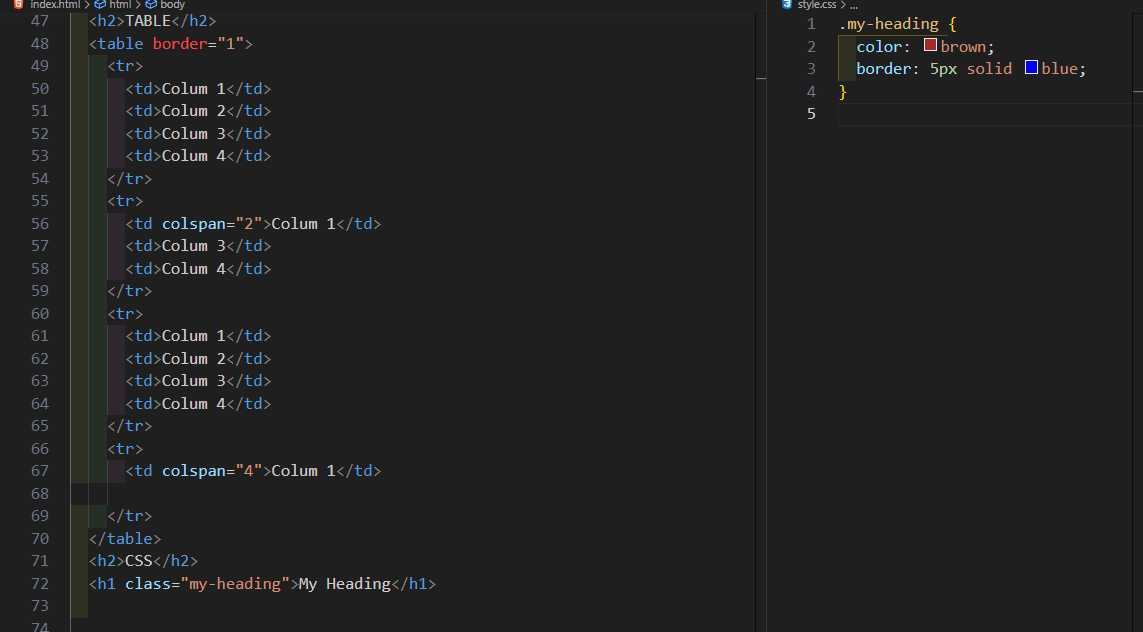 index.html > html > body
47 <h2>TABLE</h2>
48 <table border="1">
49 <tr>
50 <td>Colum 1</td>
51 <td>Colum 2</td>
52 <td>Colum 3</td>
53 <td>Colum 4</td>
54 </tr>
55 <tr>
56 <td colspan="2">Colum 1</td>
57 <td>Colum 3</td>
58 <td>Colum 4</td>
59 </tr>
60 <tr>
61 <td>Colum 1</td>
62 <td>Colum 2</td>
63 <td>Colum 3</td>
64 <td>Colum 4</td>
65 </tr>
66 <tr>
67 <td colspan="4">Colum 1</td>
68
69 </tr>
70 </table>
71 <h2>CSS</h2>
72 <h1 class="my-heading">My Heading</h1>
73
74
style.css > ...
1 .my-heading {
2 color: brown;
3 border: 5px solid blue;
4 }
5